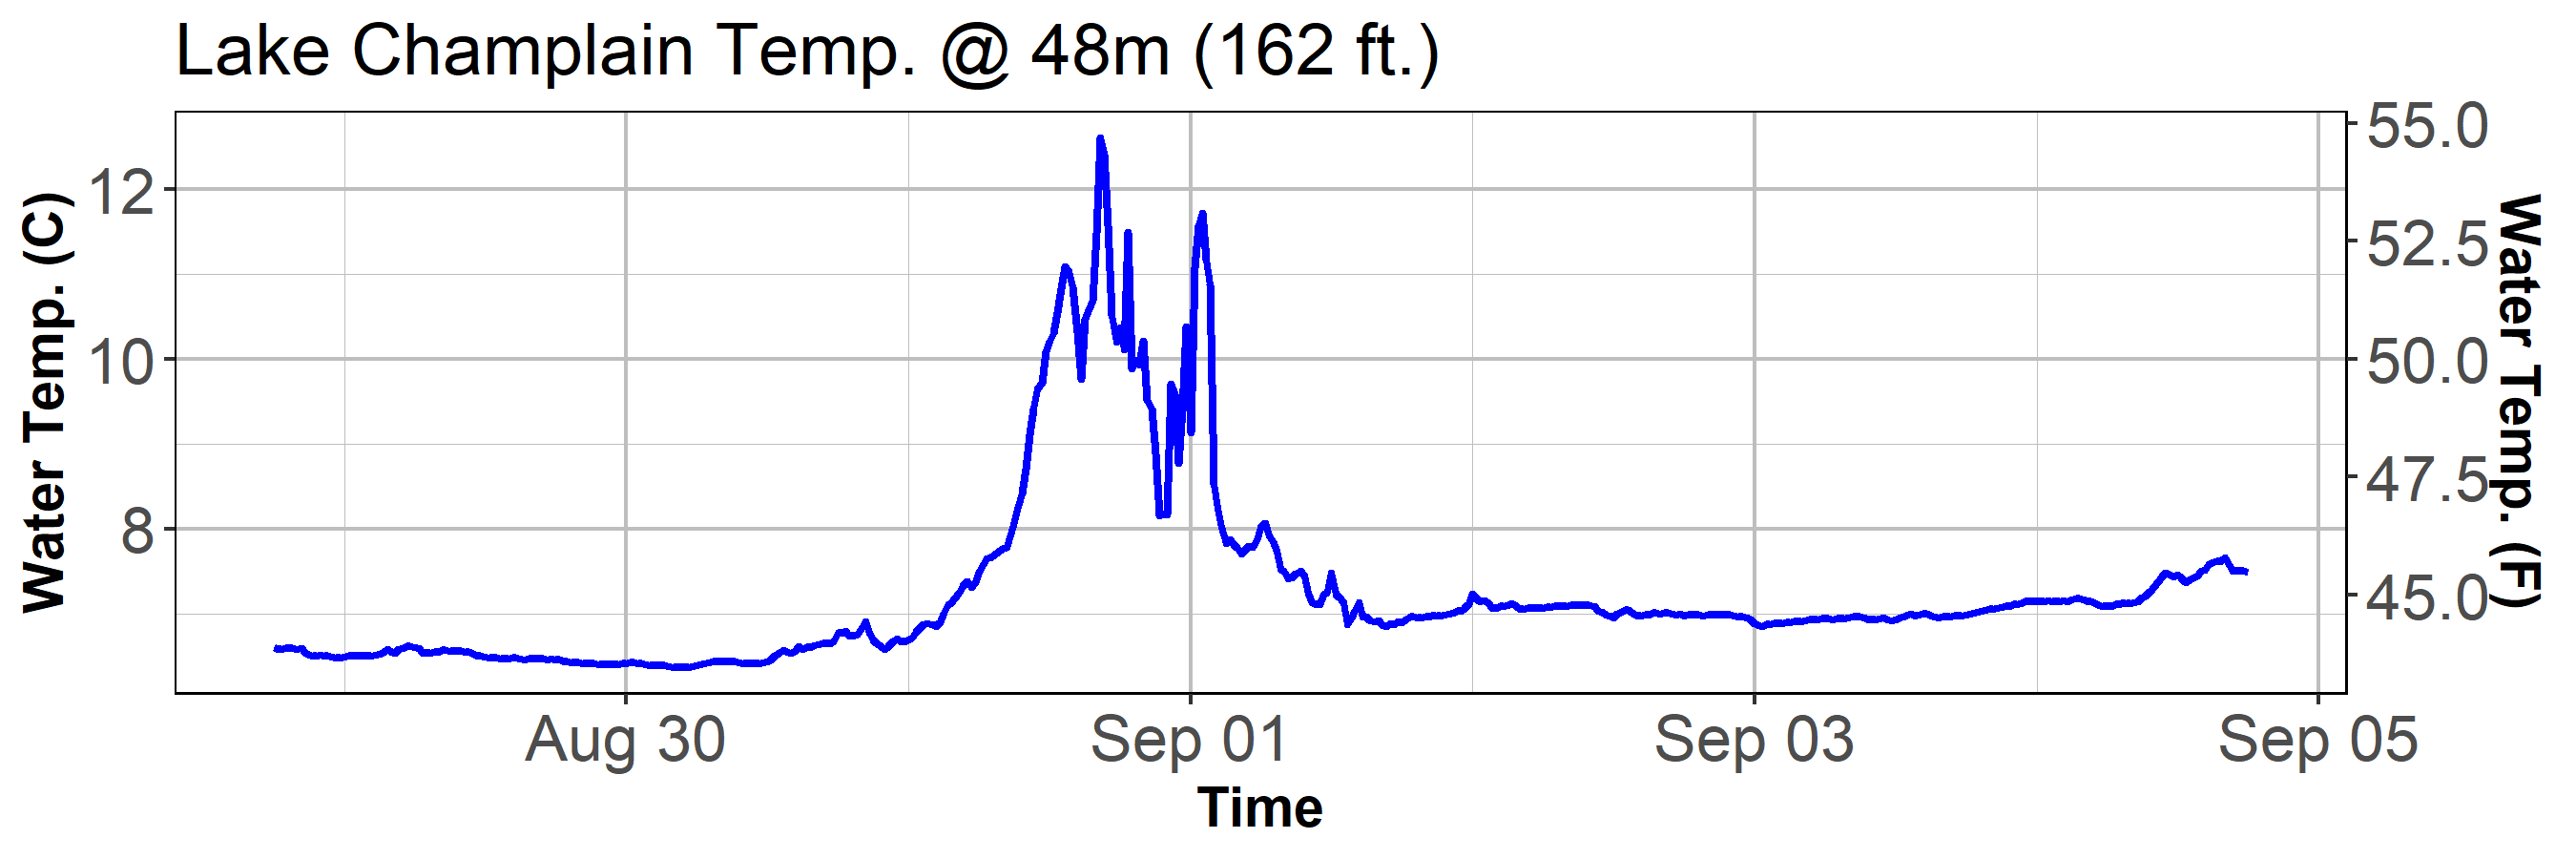 Lake Champlain Temp. @ 48m (162 ft.)
Water Temp. (C)
12
10
8
55.0
52.5
50.0
47.5
45.0
Water Temp. (F)
Aug 30
Sep 01
Sep 03
Sep 05
Time